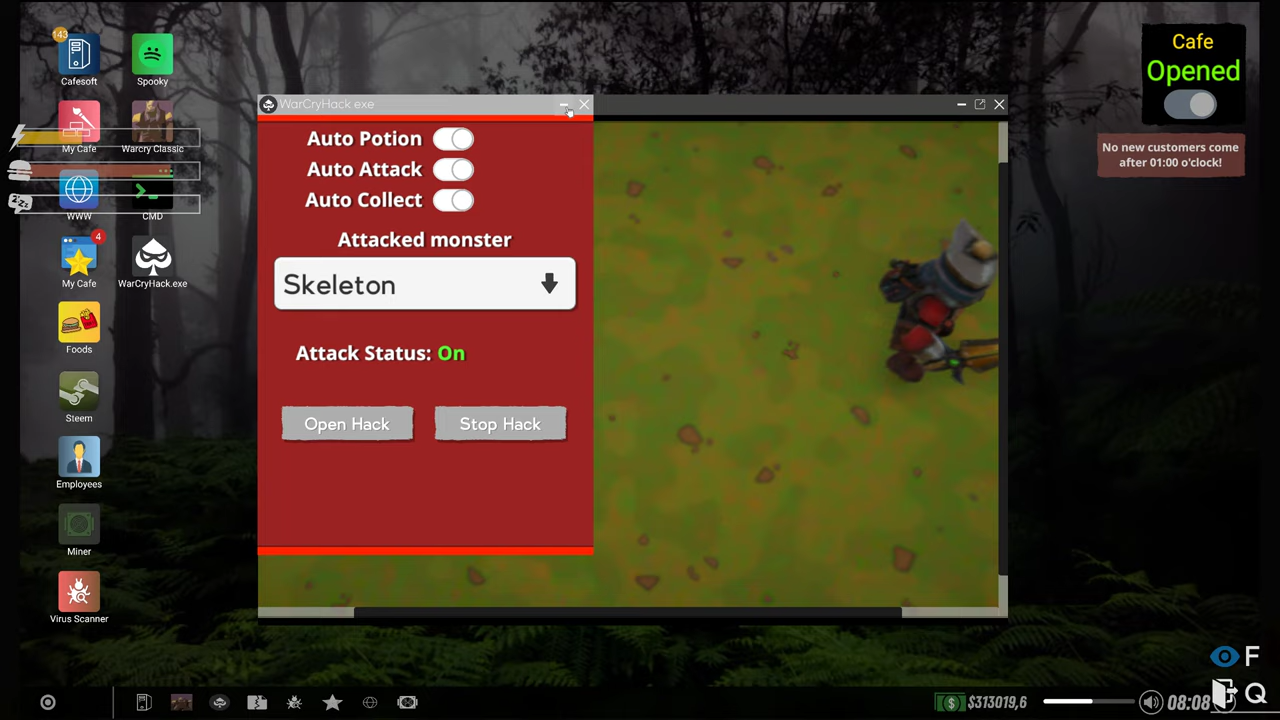 143
Cafesoft
Spooky
My Cafe
Warcry Classic
WWW
CMD
4
My Cafe
WarCryHack.exe
Foods
Steem
Employees
Miner
Virus Scanner
WarCryHack.exe
Auto Potion
Auto Attack
Auto Collect
Attacked monster
Skeleton
Attack Status: On
Open Hack
Stop Hack
Cafe
Opened
No new customers come
after 01:00 o'clock!
F
Q
$313019,6
08:08